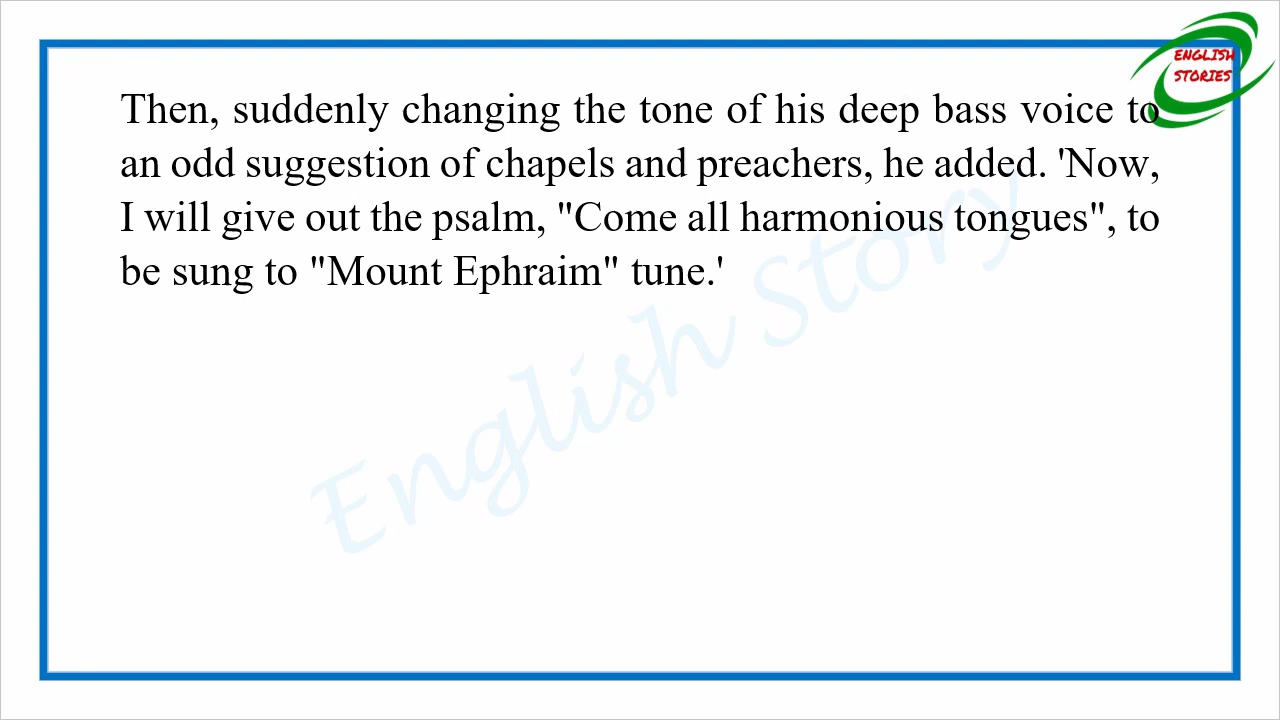 ENGLISH
STORIES
Then, suddenly changing the tone of his deep bass voice to
an odd suggestion of chapels and preachers, he added. 'Now,
I will give out the psalm, "Come all harmonious tongues", to
be sung to "Mount Ephraim" tune.'
English Story